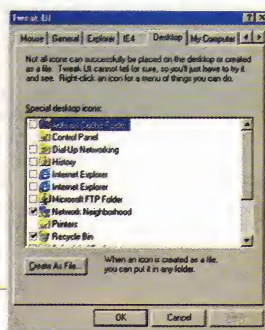 Tweak UI
Mouse General Explorer IE4 Desktop My Computer
Not all icons can successfully be placed on the desktop or created
as a file. Tweak UI cannot tell for sure, so you'll just have to try it
and see. Right-click an icon for a menu of things you can do.
Special desktop icons:
Control Panel
Dial-Up Networking
History
Internet Explorer
Internet Explorer
Microsoft FTP Folder
Network Neighborhood
Printers
Recycle Bin
Create As File...
When an icon is created as a file,
you can put it in any folder.
OK Cancel